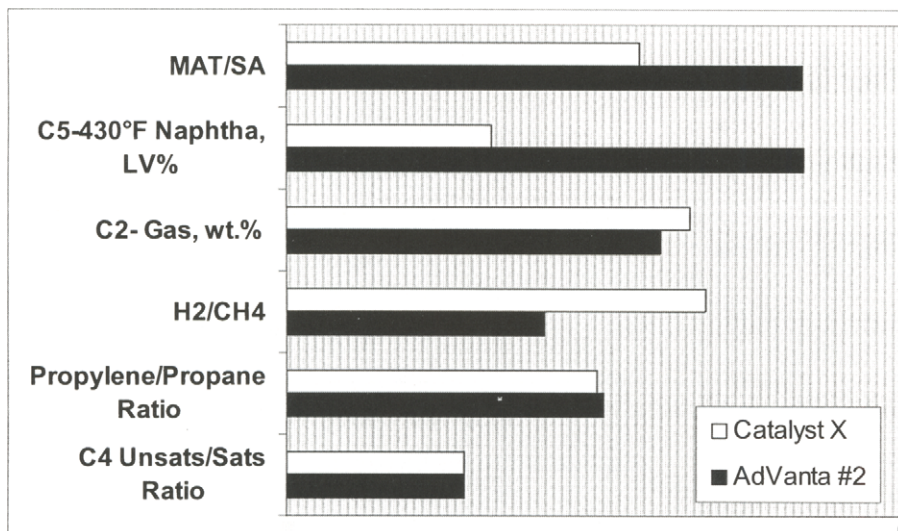 MAT/SA
C5-430°F Naphtha,
LV%
C2- Gas, wt.%
H2/CH4
Propylene/Propane
Ratio
C4 Unsats/Sats
Ratio
Catalyst X
AdVanta #2